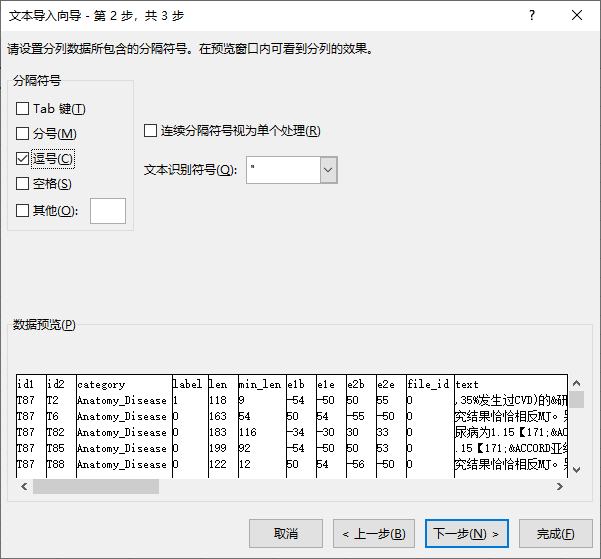 文本导入向导 - 第 2 步，共 3 步
请设置分列数据所包含的分隔符号。在预览窗口内可看到分列的效果。
分隔符号
Tab 键(T)
分号(M)
逗号(C)
空格(S)
其他(O):
连续分隔符号视为单个处理(R)
文本识别符号(Q): "
数据预览(P)
id1 id2 category label len min_len e1b e1e e2b e2e file_id text
T87 T2 Anatomy_Disease 1 118 9 -54 -50 50 55 0 ,35%发生过CVD)的&研
T87 T6 Anatomy_Disease 0 163 54 50 54 -55 -50 0 究结果恰恰相反MJ。
T87 T82 Anatomy_Disease 0 183 116 -34 -30 30 33 0 尿病为1.15【171;&AC
T87 T85 Anatomy_Disease 0 199 92 -54 -50 50 53 0 .15【171;&ACCORD亚
T87 T88 Anatomy_Disease 0 122 12 50 54 -56 -50 0 究结果恰恰相反MJ。
取消
< 上一步(B)
下一步(N) >
完成(F)